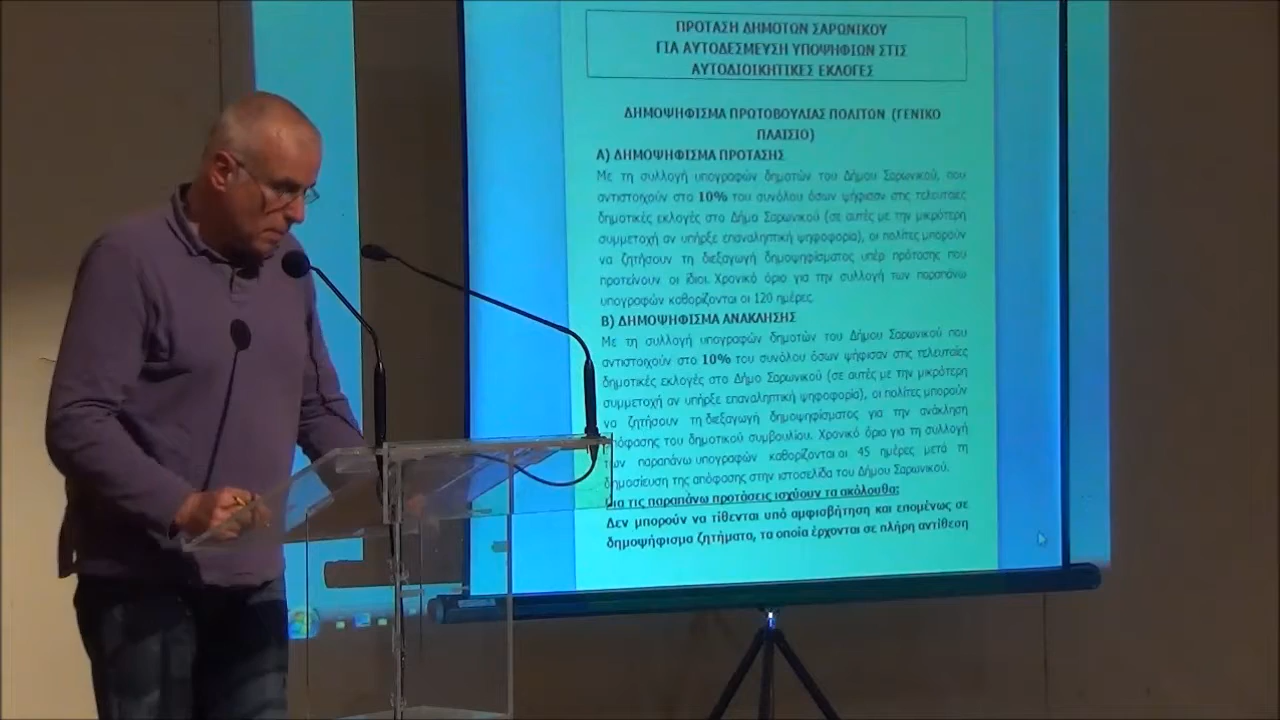 ΠΡΟΤΑΣΗ ΔΗΜΟΤΩΝ ΣΑΡΩΝΙΚΟΥ
ΓΙΑ ΑΥΤΟΔΕΣΜΕΥΣΗ ΥΠΟΨΗΦΙΩΝ ΣΤΙΣ
ΑΥΤΟΔΙΟΙΚΗΤΙΚΕΣ ΕΚΛΟΓΕΣ
ΔΗΜΟΨΗΦΙΣΜΑ ΠΡΩΤΟΒΟΥΛΙΑΣ ΠΟΛΙΤΩΝ (ΓΕΝΙΚΟ
ΠΛΑΙΣΙΟ)
Α) ΔΗΜΟΨΗΦΙΣΜΑ ΠΡΟΤΑΣΗΣ
Με τη συλλογή υπογραφών δημοτών του Δήμου Σαρωνικού, που
αντιστοιχούν στο 10% του συνόλου όσων ψήφισαν στις τελευταίες
δημοτικές εκλογές στο Δήμο Σαρωνικού (σε αυτές με την μικρότερη
συμμετοχή αν υπήρξε επαναληπτική ψηφοφορία), οι πολίτες μπορούν
να ζητήσουν τη διεξαγωγή δημοψηφίσματος υπέρ πρότασης που
προτείνουν οι ίδιοι. Χρονικό όριο για την συλλογή των παραπάνω
υπογραφών καθορίζονται οι 120 ημέρες.
Β) ΔΗΜΟΨΗΦΙΣΜΑ ΑΝΑΚΛΗΣΗΣ
Με τη συλλογή υπογραφών δημοτών του Δήμου Σαρωνικού που
αντιστοιχούν στο 10% του συνόλου όσων ψήφισαν στις τελευταίες
δημοτικές εκλογές στο Δήμο Σαρωνικού (σε αυτές με την μικρότερη
συμμετοχή αν υπήρξε επαναληπτική ψηφοφορία), οι πολίτες μπορούν
να ζητήσουν τη διεξαγωγή δημοψηφίσματος για την ανάκληση
απόφασης του δημοτικού συμβουλίου. Χρονικό όριο για τη συλλογή
των παραπάνω υπογραφών καθορίζονται οι 45 ημέρες μετά τη
δημοσίευση της απόφασης στην ιστοσελίδα του Δήμου Σαρωνικού.
Για τις παραπάνω προτάσεις ισχύουν τα ακόλουθα:
Δεν μπορούν να τίθενται υπό αμφισβήτηση και επομένως σε
δημοψήφισμα ζητήματα, τα οποία έρχονται σε πλήρη αντίθεση